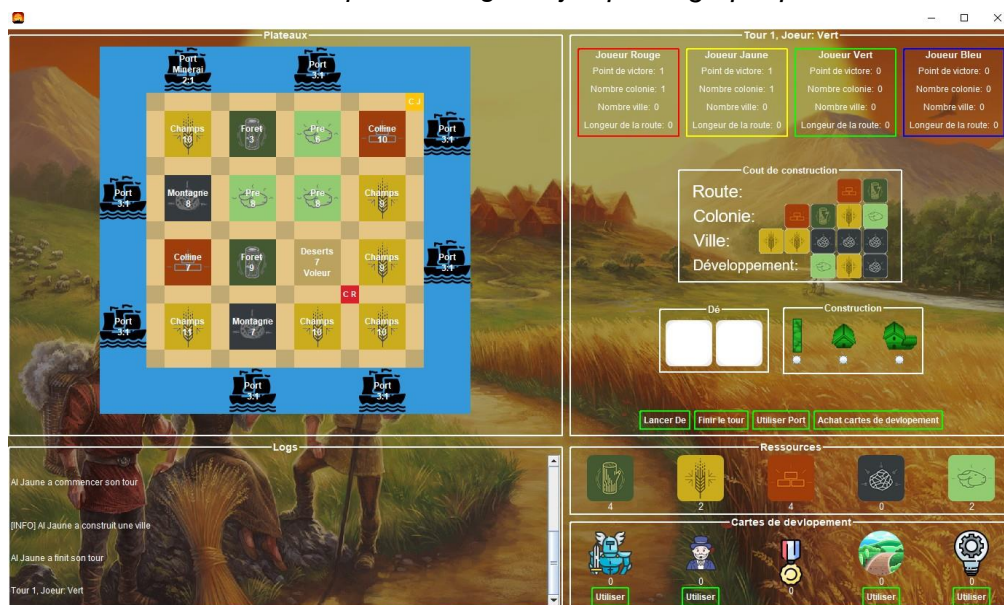 Plateaux
Port
Minerai
2:1
Port
3:1
C J
Champs
10
Foret
3
Pre
6
Colline
10
Port
3:1
Port
3:1
Montagne
8
Pre
8
Pre
8
Champs
9
Colline
7
Foret
9
Deserts
7
Voleur
Champs
9
Port
3:1
C R
Port
3:1
Champs
11
Montagne
7
Champs
10
Champs
10
Port
3:1
Port
3:1
Tour 1, Joeur: Vert
Joueur Rouge
Point de victore: 1
Nombre colonie: 1
Nombre ville: 0
Longeur de la route: 0
Joueur Jaune
Point de victore: 1
Nombre colonie: 1
Nombre ville: 0
Longeur de la route: 0
Joueur Vert
Point de victore: 0
Nombre colonie: 0
Nombre ville: 0
Longeur de la route: 0
Joueur Bleu
Point de victore: 0
Nombre colonie: 0
Nombre ville: 0
Longeur de la route: 0
Cout de construction
Route:
Colonie:
Ville:
Développement:
Dé
Construction
Lancer De
Finir le tour
Utiliser Port
Achat cartes de devlopement
Logs
AI Jaune a commencer son tour
[INFO] AI Jaune a construit une ville
AI Jaune a finit son tour
Tour 1, Joeur: Vert
Ressources
4
2
4
0
2
Cartes de devlopement
0
0
0
0
0
Utiliser
Utiliser
Utiliser
Utiliser